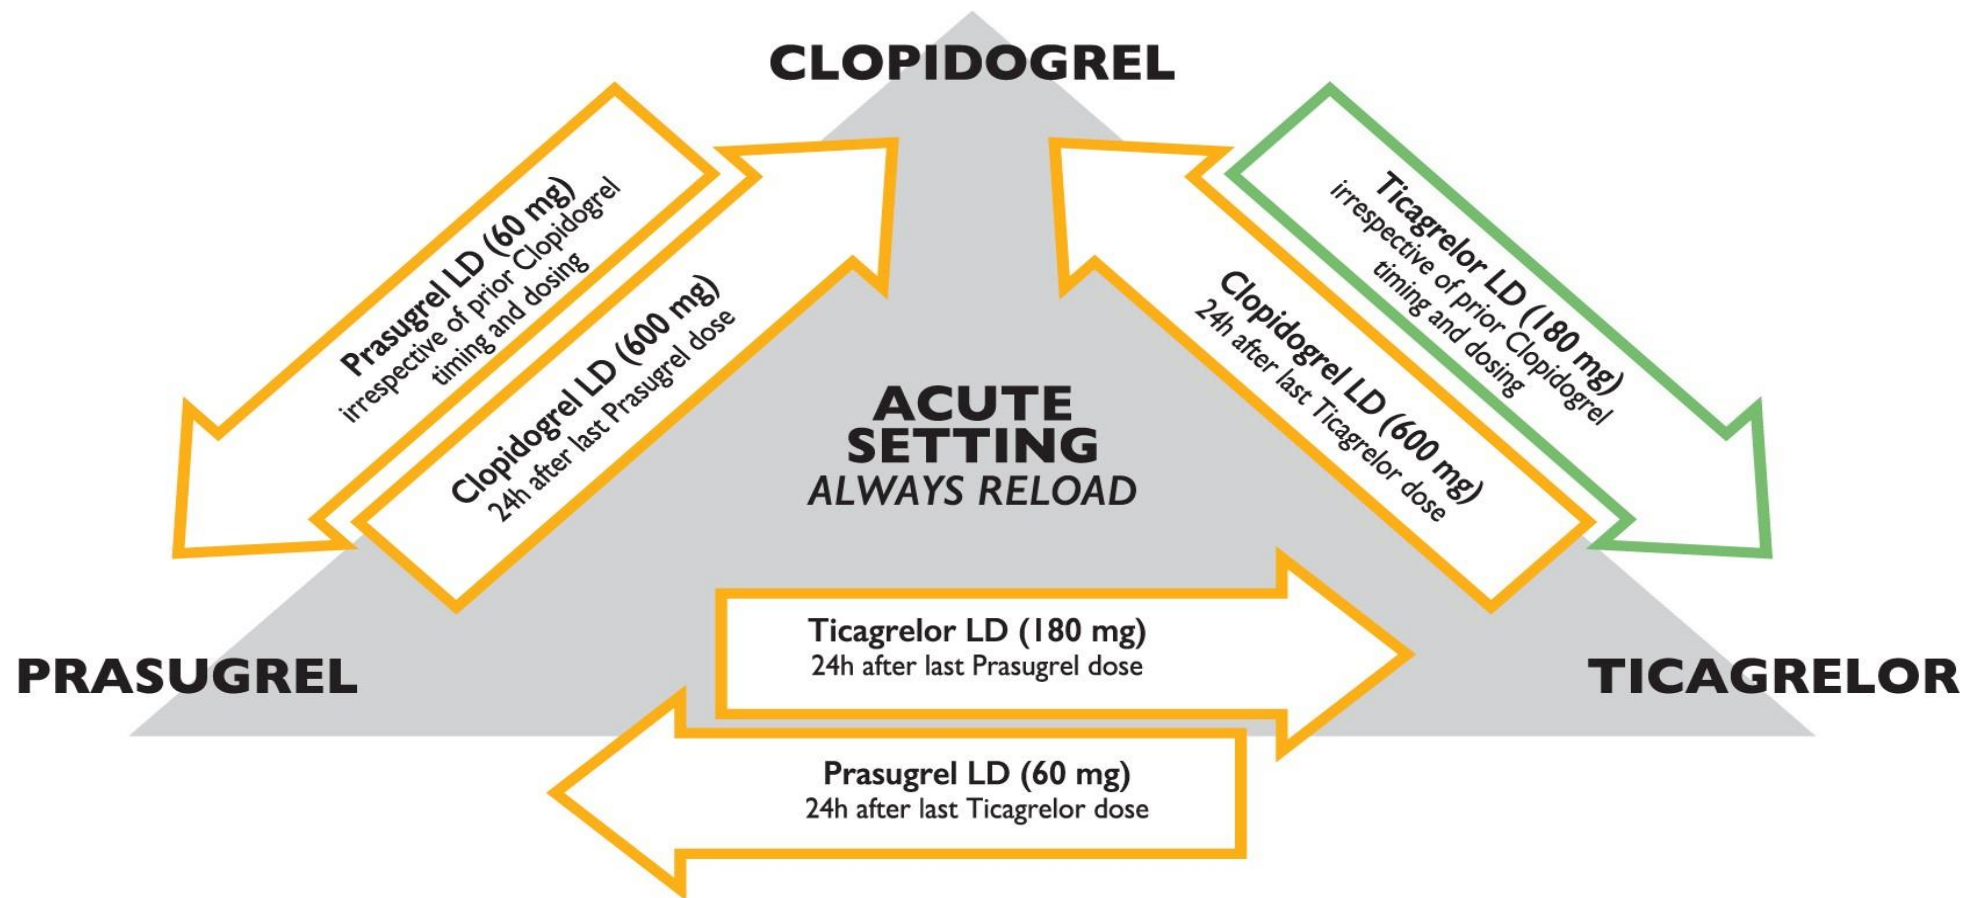 CLOPIDOGREL
Prasugrel LD (60 mg)
irrespective of prior Clopidogrel
timing and dosing
Clopidogrel LD (600 mg)
24h after last Prasugrel dose
Ticagrelor LD (180 mg)
irrespective of prior Clopidogrel
timing and dosing
Clopidogrel LD (600 mg)
24h after last Ticagrelor dose
ACUTE
SETTING
ALWAYS RELOAD
PRASUGREL
Ticagrelor LD (180 mg)
24h after last Prasugrel dose
TICAGRELOR
Prasugrel LD (60 mg)
24h after last Ticagrelor dose